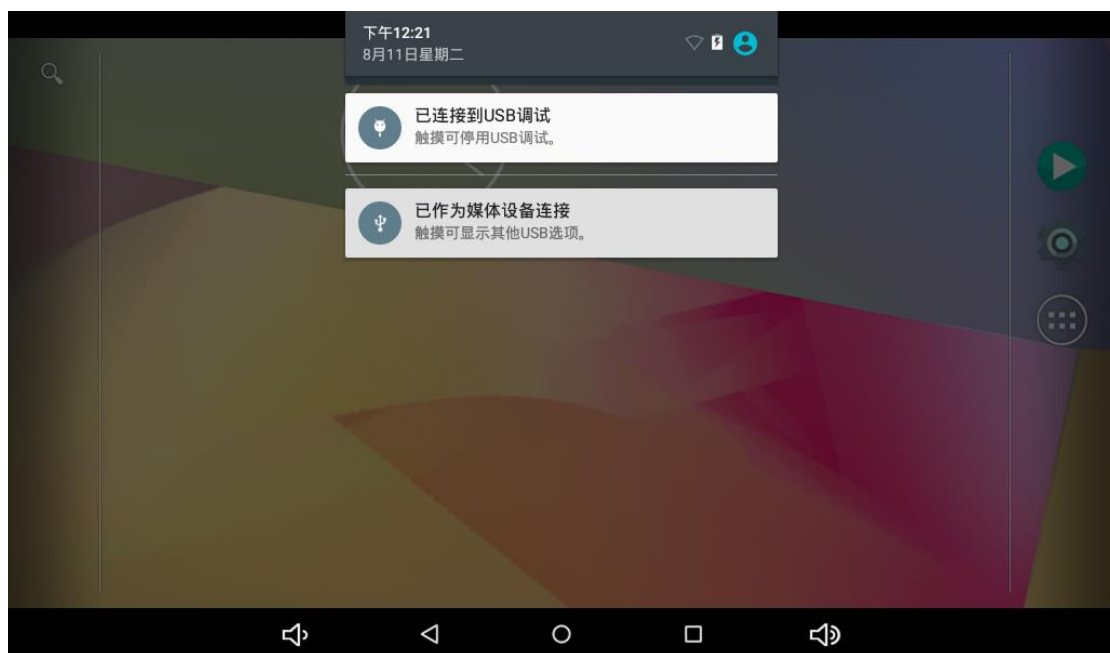 下午12:21
8月11日星期二
已连接到USB调试
触摸可停用USB调试。
已作为媒体设备连接
触摸可显示其他USB选项。